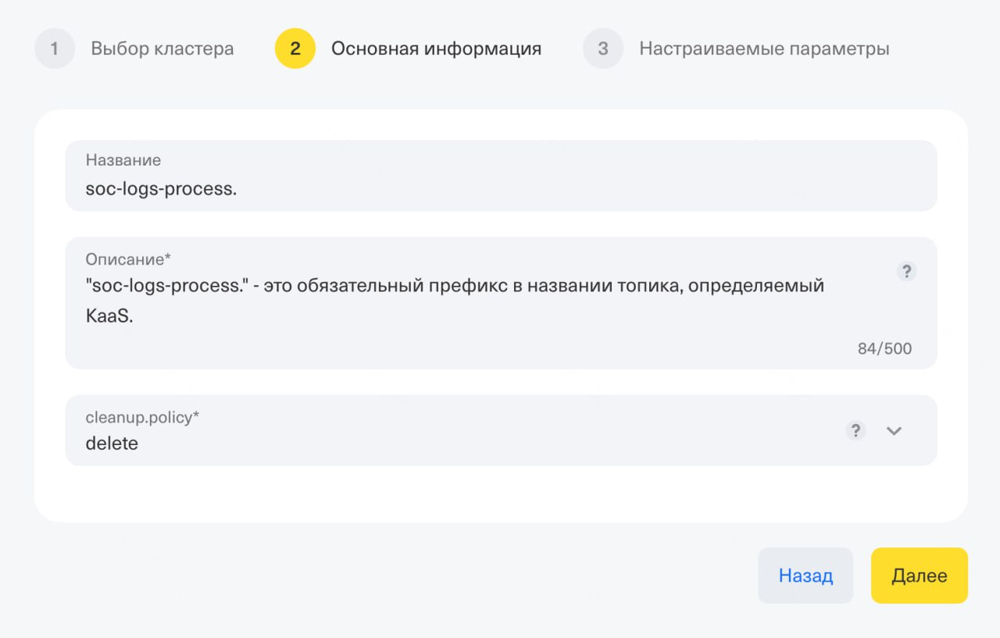 1 Выбор кластера 2 Основная информация 3 Настраиваемые параметры
Название
soc-logs-process.
Описание*
?
"soc-logs-process." - это обязательный префикс в названии топика, определяемый
KaaS.
84/500
cleanup.policy*
?
delete
Назад Далее